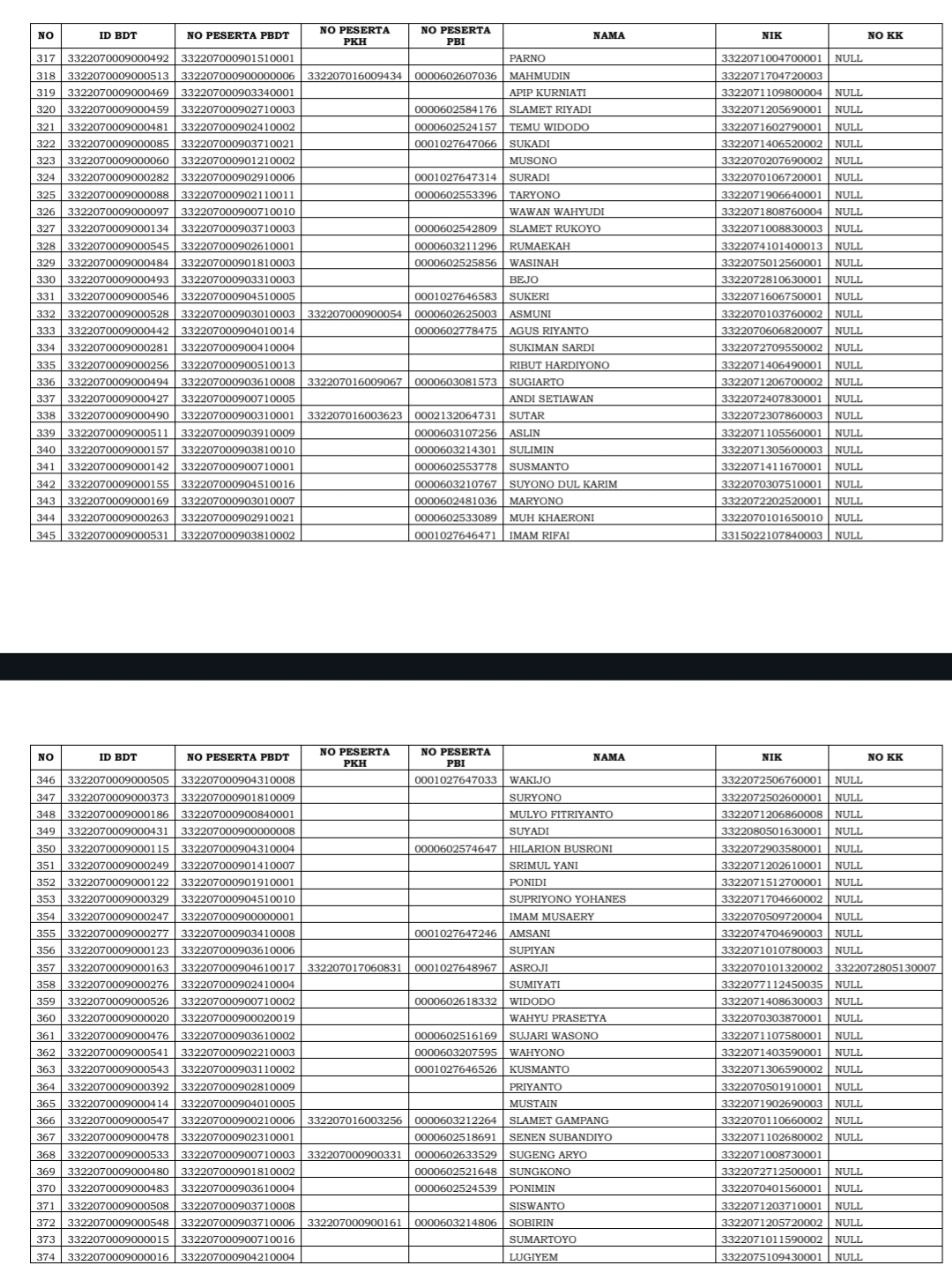 NO ID BDT NO PESERTA PBDT NO PESERTA PKH NO PESERTA PBI NAMA NIK NO KK
317 3322070009000492 332207000901510001 PARNO 3322071004700001 NULL
318 3322070009000513 332207000900000006 332207016009434 0000602607036 MAHMUDIN 3322071704720003
319 3322070009000469 332207000903340001 APIP KURNIATI 3322071109800004 NULL
320 3322070009000459 332207000902710003 0000602584176 SLAMET RIYADI 3322071205690001 NULL
321 3322070009000481 332207000902410002 0000602524157 TEMU WIDODO 3322071602790001 NULL
322 3322070009000085 332207000903710021 0001027647066 SUKADI 3322071406520002 NULL
323 3322070009000060 332207000901210002 MUSONO 3322070207690002 NULL
324 3322070009000282 332207000902910006 0001027647314 SURADI 3322070106720001 NULL
325 3322070009000088 332207000902110011 0000602553396 TARYONO 3322071906640001 NULL
326 3322070009000097 332207000900710010 WAWAN WAHYUDI 3322071808760004 NULL
327 3322070009000134 332207000903710003 0000602542809 SLAMET RUKOYO 3322071008830003 NULL
328 3322070009000545 332207000902610001 0000603211296 RUMAEKAH 3322074101400013 NULL
329 3322070009000484 332207000901810003 0000602525856 WASINAH 3322075012560001 NULL
330 3322070009000493 332207000903310003 BEJO 3322072810630001 NULL
331 3322070009000546 332207000904510005 0001027646583 SUKERI 3322071606750001 NULL
332 3322070009000528 332207000903010003 332207000900054 0000602625003 ASMUNI 3322070103760002 NULL
333 3322070009000442 332207000904010014 0000602778475 AGUS RIYANTO 3322070606820007 NULL
334 3322070009000281 332207000900410004 SUKIMAN SARDI 3322072709550002 NULL
335 3322070009000256 332207000900510013 RIBUT HARDIYONO 3322071406490001 NULL
336 3322070009000494 332207000903610008 332207016009067 0000603081573 SUGIARTO 3322071206700002 NULL
337 3322070009000427 332207000900710005 ANDI SETIAWAN 3322072407830001 NULL
338 3322070009000490 332207000900310001 332207016003623 0002132064731 SUTAR 3322072307860003 NULL
339 3322070009000511 332207000903910009 0000603107256 ASLIN 3322071105560001 NULL
340 3322070009000157 332207000903810010 0000603214301 SULIMIN 3322071305600003 NULL
341 3322070009000142 332207000900710001 0000602553778 SUSMANTO 3322071411670001 NULL
342 3322070009000155 332207000904510016 0000603210767 SUYONO DUL KARIM 3322070307510001 NULL
343 3322070009000169 332207000903010007 0000602481036 MARYONO 3322072202520001 NULL
344 3322070009000263 332207000902910021 0000602533089 MUH KHAERONI 3322070101650010 NULL
345 3322070009000531 332207000903810002 0001027646471 IMAM RIFAI 3315022107840003 NULL
NO ID BDT NO PESERTA PBDT NO PESERTA PKH NO PESERTA PBI NAMA NIK NO KK
346 3322070009000505 332207000904310008 0001027647033 WAKIJO 3322072506760001 NULL
347 3322070009000373 332207000901810009 SURYONO 3322072502600001 NULL
348 3322070009000186 332207000900840001 MULYO FITRIYANTO 3322071206860008 NULL
349 3322070009000431 332207000900000008 SUYADI 3322080501630001 NULL
350 3322070009000115 332207000904310004 0000602574647 HILARION BUSRONI 3322072903580001 NULL
351 3322070009000249 332207000901410007 SRIMUL YANI 3322071202610001 NULL
352 3322070009000122 332207000901910001 PONIDI 3322071512700001 NULL
353 3322070009000329 332207000904510010 SUPRIYONO YOHANES 3322071704660002 NULL
354 3322070009000247 332207000900000001 IMAM MUSAERY 3322070509720004 NULL
355 3322070009000277 332207000903410008 0001027647246 AMSANI 3322074704690003 NULL
356 3322070009000123 332207000903610006 SUPIYAN 3322071010780003 NULL
357 3322070009000163 332207000904610017 332207017060831 0001027648967 ASROJI 3322070101320002 3322072805130007
358 3322070009000276 332207000902410004 SUMIYATI 3322077112450035 NULL
359 3322070009000526 332207000900710002 0000602618332 WIDODO 3322071408630003 NULL
360 3322070009000020 332207000900020019 WAHYU PRASETYA 3322070303870001 NULL
361 3322070009000476 332207000903610002 0000602516169 SUJARI WASONO 3322071107580001 NULL
362 3322070009000541 332207000902210003 0000603207595 WAHYONO 3322071403590001 NULL
363 3322070009000543 332207000903110002 0001027646526 KUSMANTO 3322071306590002 NULL
364 3322070009000392 332207000902810009 PRIYANTO 3322070501910001 NULL
365 3322070009000414 332207000904010005 MUSTAIN 3322071902690003 NULL
366 3322070009000547 332207000900210006 332207016003256 0000603212264 SLAMET GAMPANG 3322070110660002 NULL
367 3322070009000478 332207000902310001 0000602518691 SENEN SUBANDIYO 3322071102680002 NULL
368 3322070009000533 332207000900710003 332207000900331 0000602633529 SUGENG ARYO 3322071008730001
369 3322070009000480 332207000901810002 0000602521648 SUNGKONO 3322072712500001 NULL
370 3322070009000483 332207000903610004 0000602524539 PONIMIN 3322070401560001 NULL
371 3322070009000508 332207000903710008 SISWANTO 3322071203710001 NULL
372 3322070009000548 332207000903710006 332207000900161 0000603214806 SOBIRIN 3322071205720002 NULL
373 3322070009000015 332207000900710016 SUMARTOYO 3322071011590002 NULL
374 3322070009000016 332207000904210004 LUGIYEM 3322075109430001 NULL